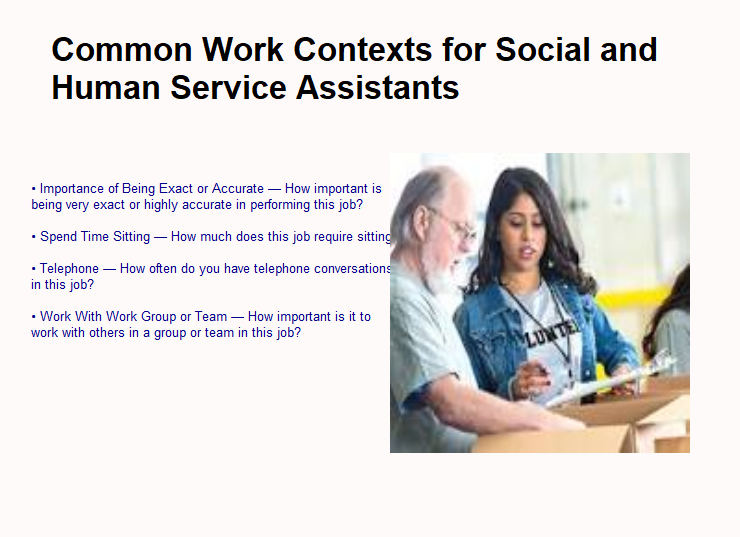 Common Work Contexts for Social and
Human Service Assistants
• Importance of Being Exact or Accurate — How important is
being very exact or highly accurate in performing this job?
• Spend Time Sitting — How much does this job require sitting
• Telephone — How often do you have telephone conversations
in this job?
• Work With Work Group or Team — How important is it to
work with others in a group or team in this job?
LUNTE